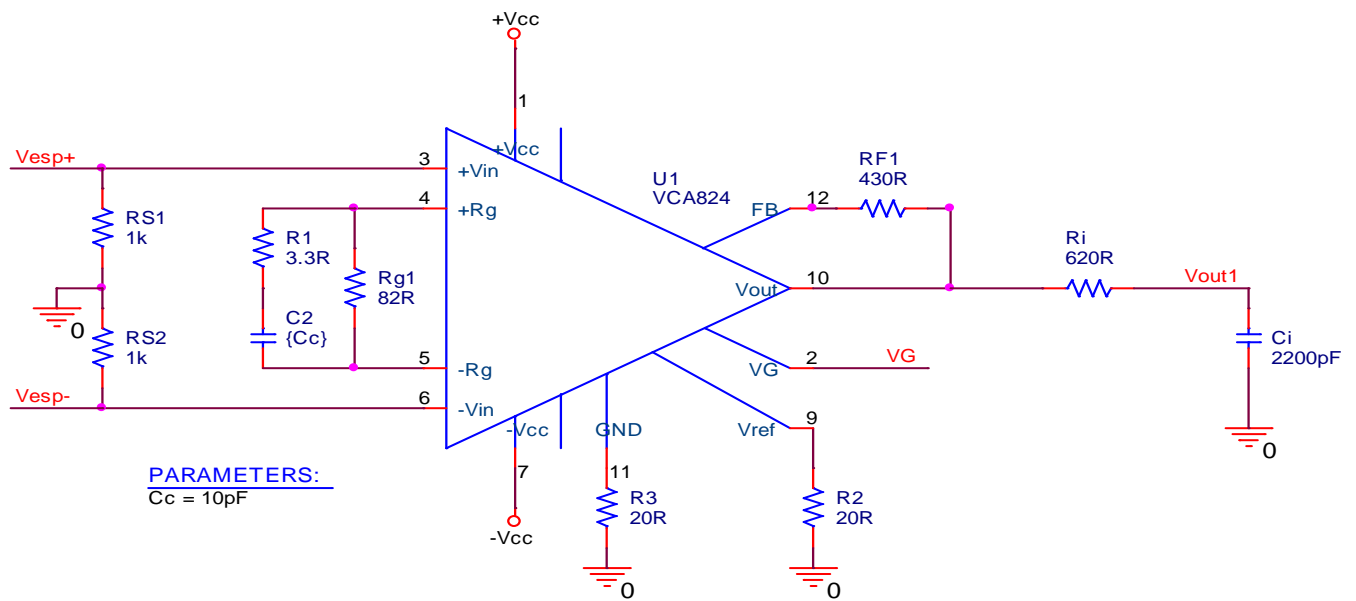 +Vcc
1
+Vcc
Vesp+
3
+Vin
4
+Rg
RS1
1k
R1
3.3R
Rg1
82R
C2
{Cc}
0
RS2
1k
5
-Rg
Vesp-
6
-Vin
-Vcc
GND
7
-Vcc
11
R3
20R
0
U1
VCA824
FB
12
RF1
430R
Vout
10
Ri
620R
Vout1
Ci
2200pF
0
VG
2
VG
Vref
9
R2
20R
0
PARAMETERS:
Cc = 10pF